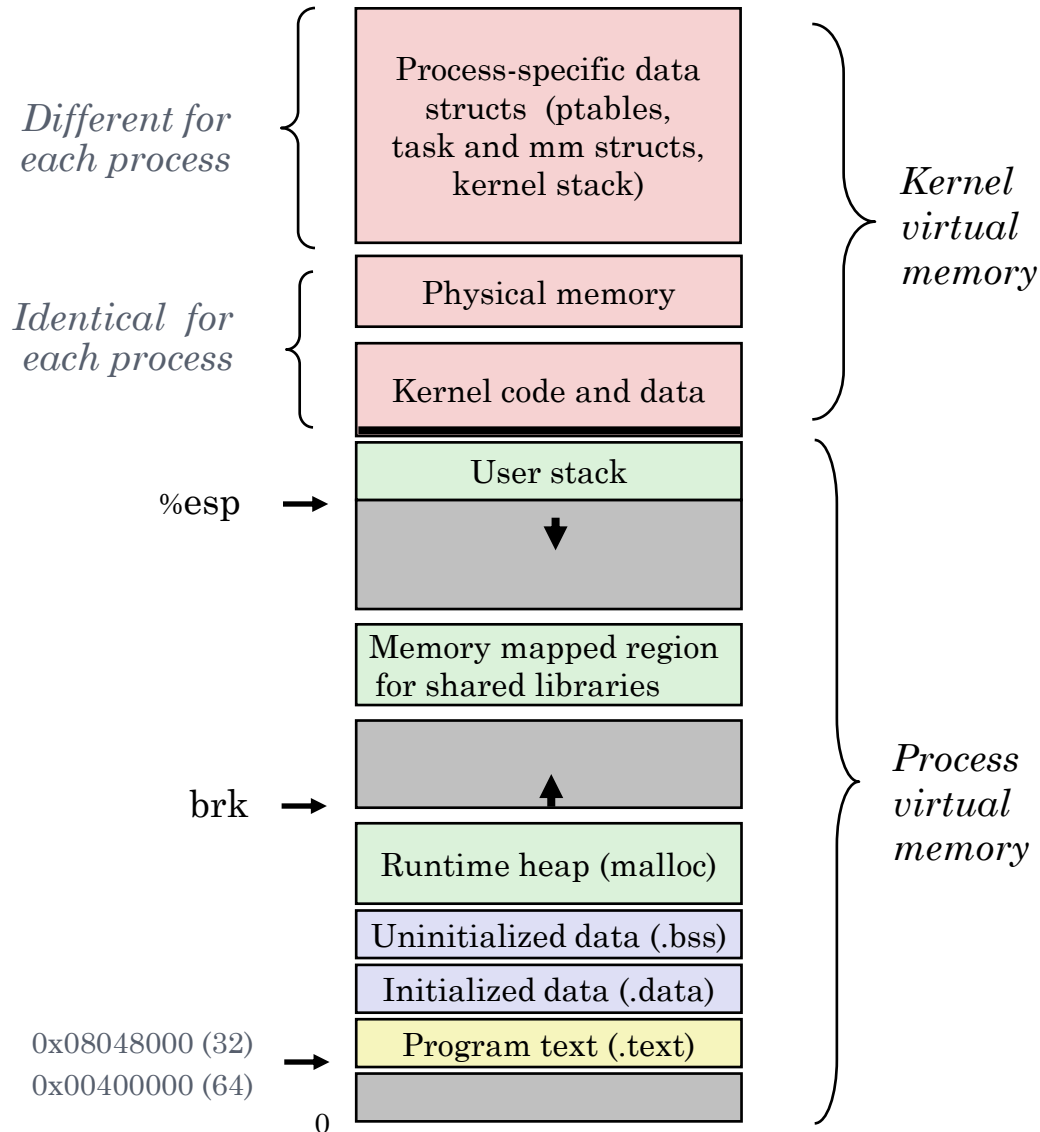 Process-specific data
structs (ptables,
task and mm structs,
kernel stack)
Different for
each process
Kernel
virtual
memory
Physical memory
Identical for
each process
Kernel code and data
User stack
%esp
Memory mapped region
for shared libraries
brk
Process
virtual
memory
Runtime heap (malloc)
Uninitialized data (.bss)
Initialized data (.data)
Program text (.text)
0x08048000 (32)
0x00400000 (64)
0